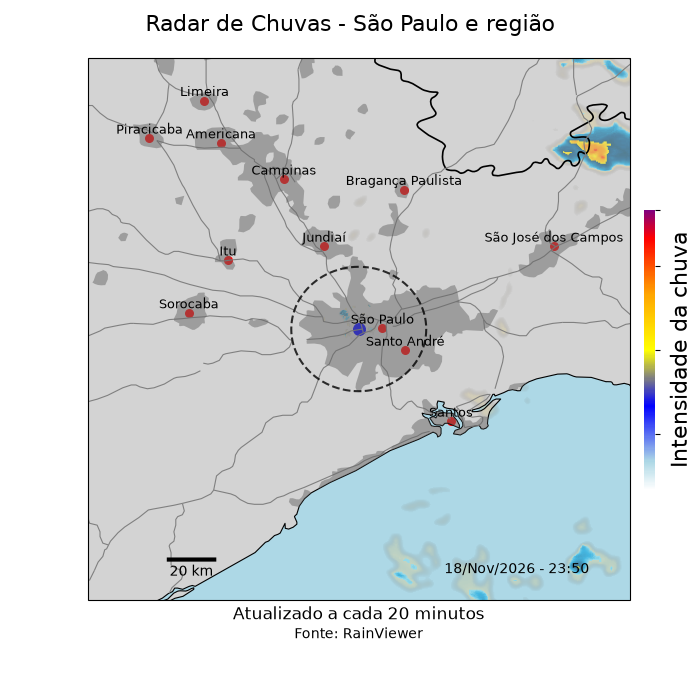 Radar de Chuvas - São Paulo e região
Limeira
Piracicaba
Americana
Campinas
Bragança Paulista
Jundiaí
São José dos Campos
Itu
Sorocaba
São Paulo
Santo André
Santos
Intensidade da chuva
20 km
18/Nov/2026 - 23:50
Atualizado a cada 20 minutos
Fonte: RainViewer